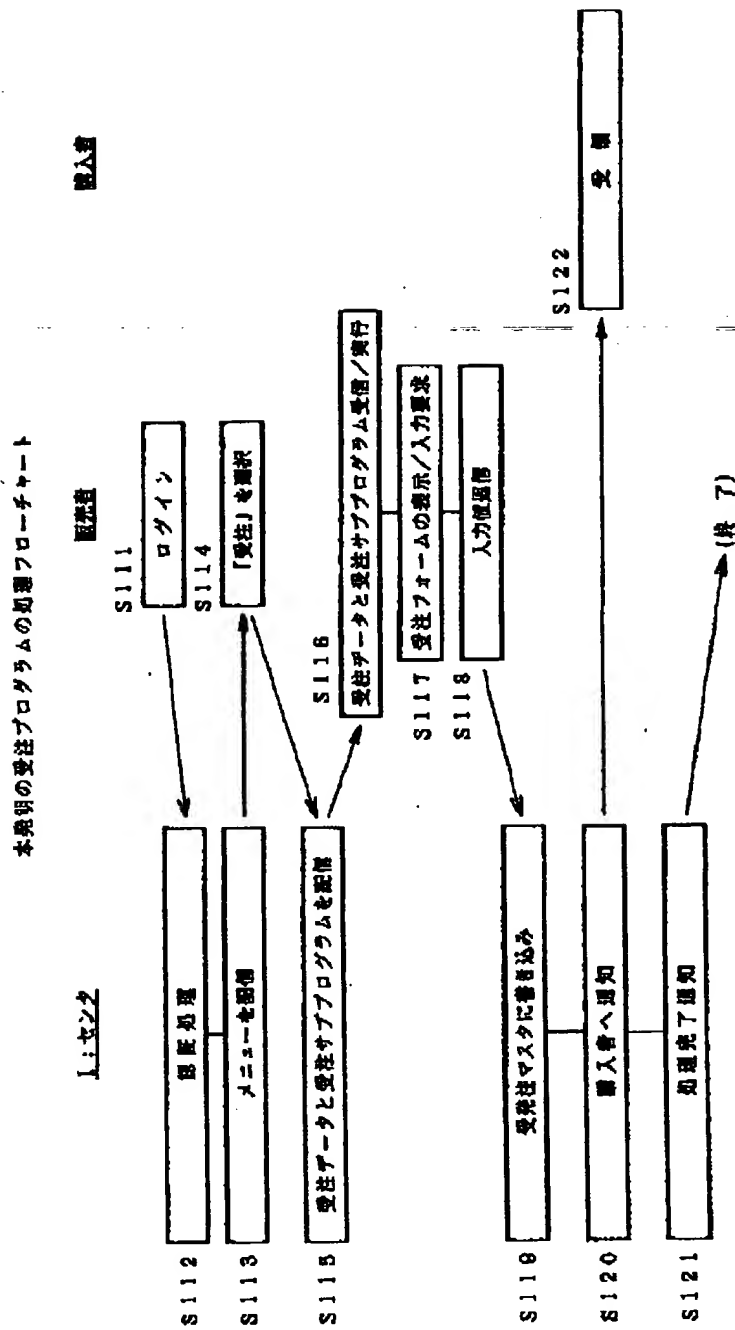 本発明の受注プログラムの処理フローチャート
1:センタ
販売者
購入者
S111
ログイン
S112
認証処理
S113
メニューを配信
S114
「受注」を選択
S115
受注データと受注サブプログラムを配信
S116
受注データと受注サブプログラム受信/実行
S117
受注フォームの表示/入力要求
S118
入力値返信
S119
受発注マスタに書き込み
S120
購入者へ通知
S121
処理完了通知
S122
受領
(終 了)